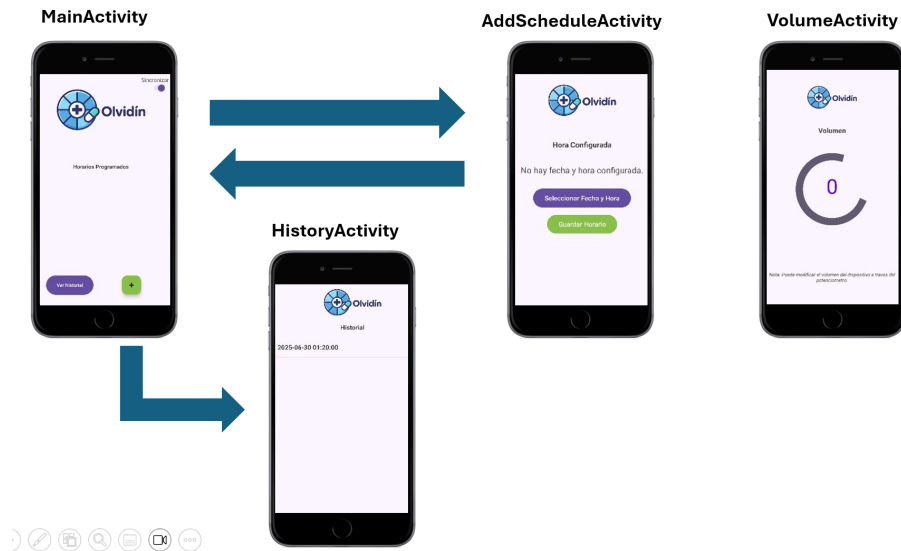 MainActivity
AddScheduleActivity
VolumeActivity
Sincronizar
Olvidín
Horarios Programados
Ver historial
+
Olvidín
Hora Configurada
No hay fecha y hora configurada.
Seleccionar Fecha y Hora
Guardar Horario
Olvidín
Volumen
0
Nota: Puede modificar el volumen del dispositivo a traves del
potenciometro.
HistoryActivity
Olvidín
Historial
2025-06-30 01:20:00